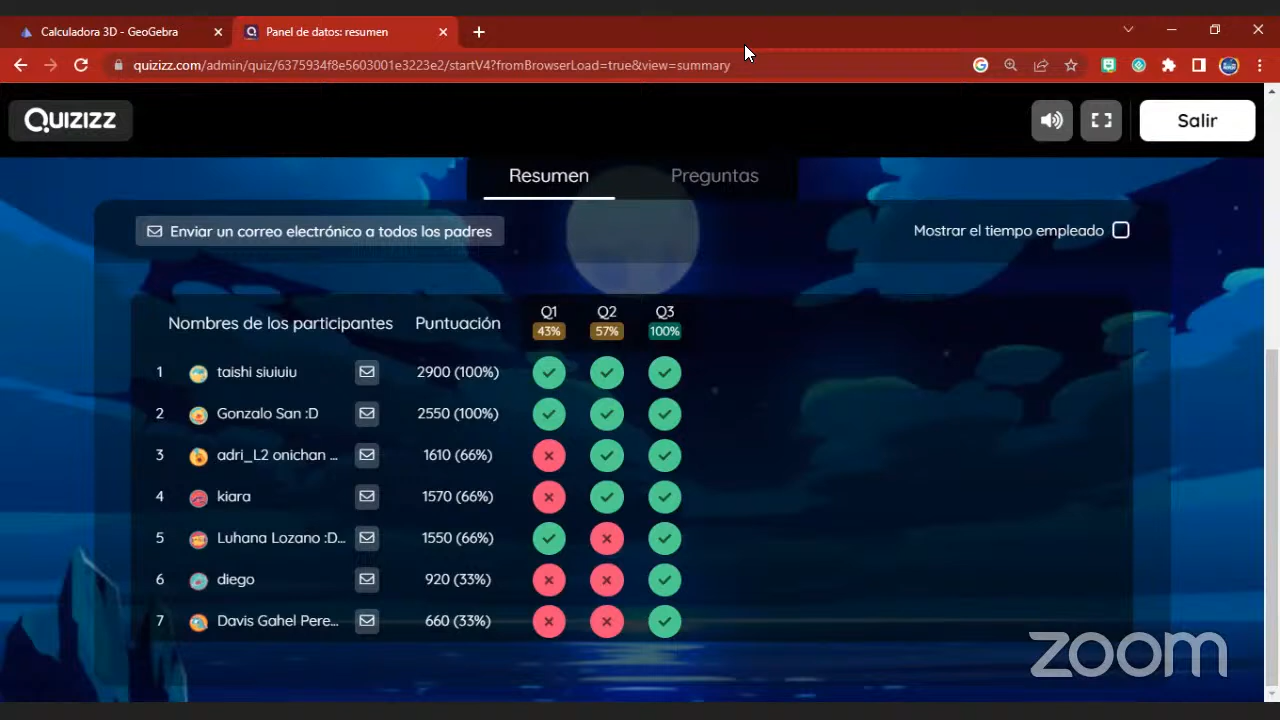 Calculadora 3D - GeoGebra
Panel de datos: resumen
quizizz.com/admin/quiz/6375934f8e5603001e3223e2/startV4?fromBrowserLoad=true&view=summary
QUIZIZZ
Salir
Resumen Preguntas
Enviar un correo electrónico a todos los padres
Mostrar el tiempo empleado
Nombres de los participantes Puntuación Q1 Q2 Q3
43% 57% 100%
1 taishi siuiuiu 2900 (100%)
2 Gonzalo San :D 2550 (100%)
3 adri_L2 onichan ... 1610 (66%)
4 kiara 1570 (66%)
5 Luhana Lozano :D... 1550 (66%)
6 diego 920 (33%)
7 Davis Gahel Pere... 660 (33%)
zoom